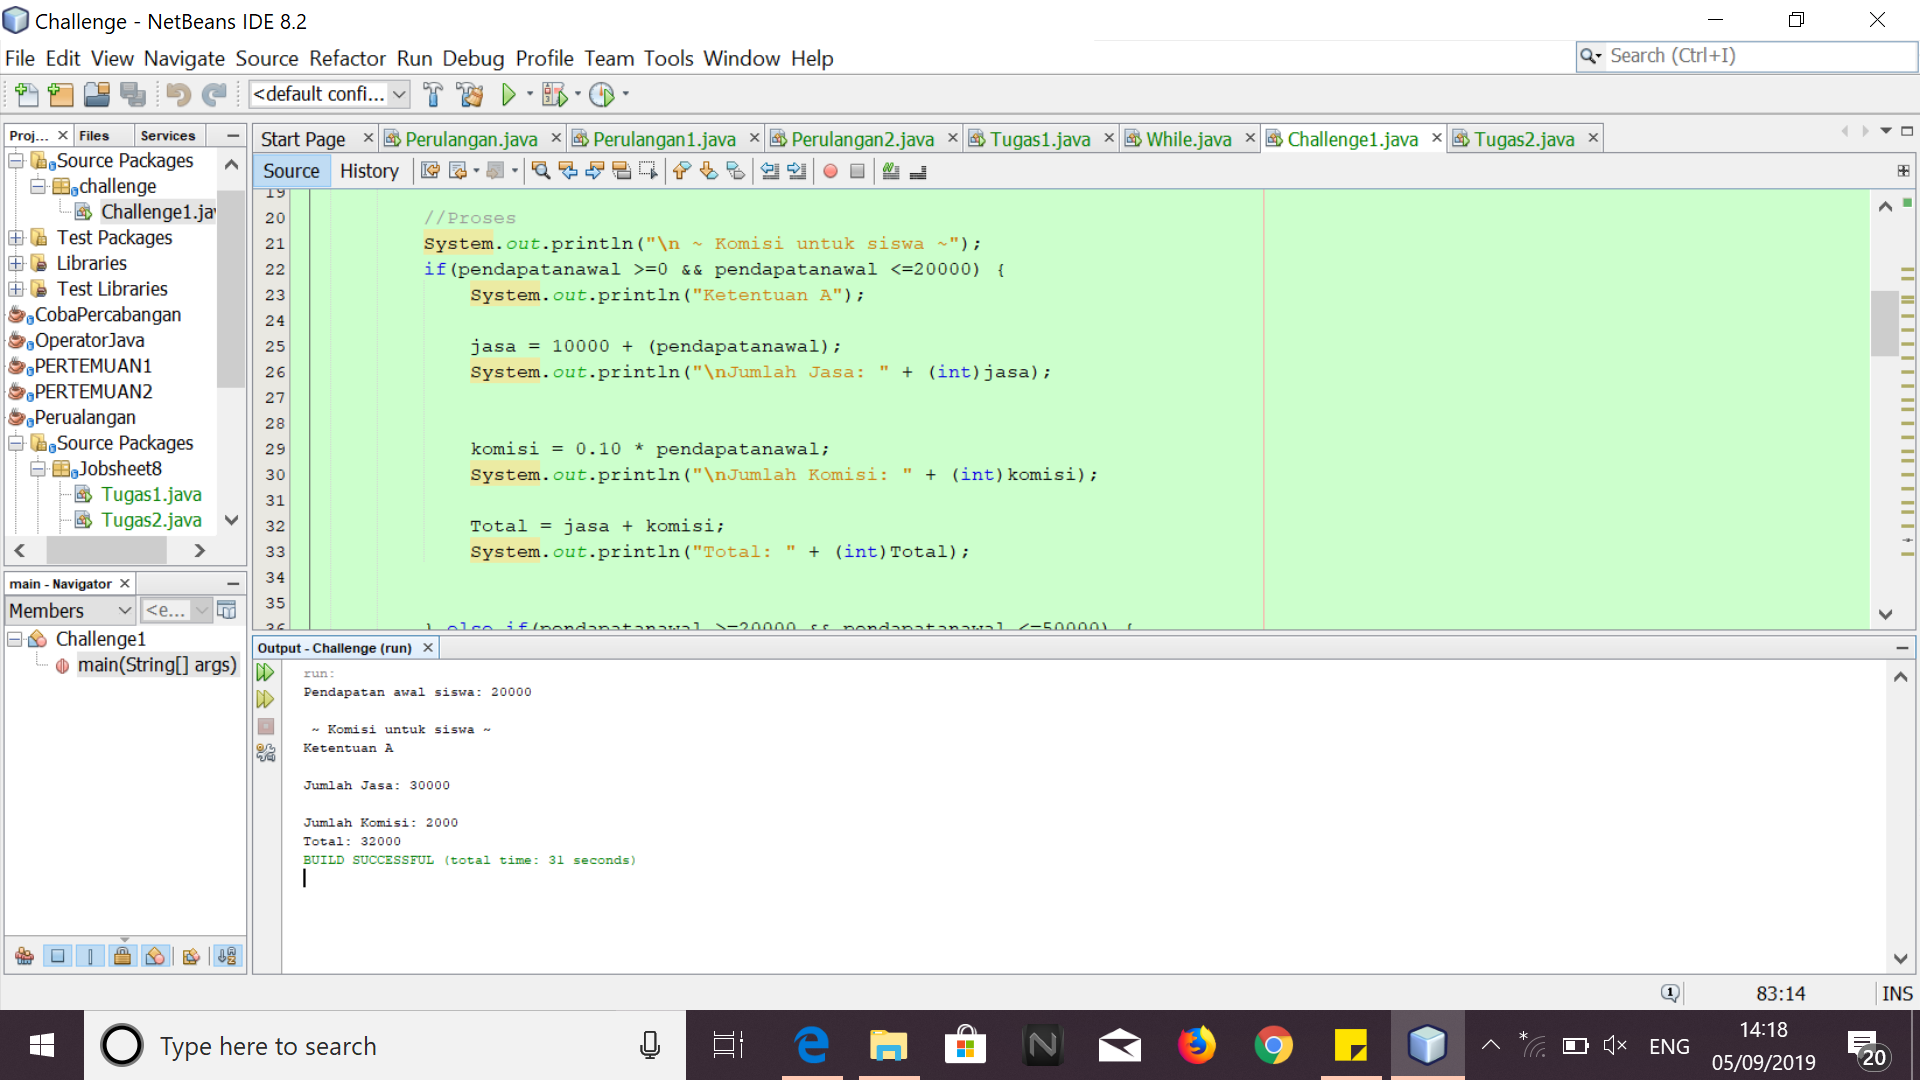 Challenge - NetBeans IDE 8.2
File Edit View Navigate Source Refactor Run Debug Profile Team Tools Window Help
Search (Ctrl+I)
<default confi...
Proj... Files Services
Start Page Perulangan.java Perulangan1.java Perulangan2.java Tugas1.java While.java Challenge1.java Tugas2.java
Source History
Source Packages
challenge
Challenge1.ja
Test Packages
Libraries
Test Libraries
CobaPercabangan
OperatorJava
PERTEMUAN1
PERTEMUAN2
Perualangan
Source Packages
Jobsheet8
Tugas1.java
Tugas2.java
main - Navigator
Members <e...
Challenge1
main(String[] args)
19
20 //Proses
21 System.out.println("\n ~ Komisi untuk siswa ~");
22 if(pendapatanawal >=0 && pendapatanawal <=20000) {
23 System.out.println("Ketentuan A");
24
25 jasa = 10000 + (pendapatanawal);
26 System.out.println("\nJumlah Jasa: " + (int)jasa);
27
28
29 komisi = 0.10 * pendapatanawal;
30 System.out.println("\nJumlah Komisi: " + (int)komisi);
31
32 Total = jasa + komisi;
33 System.out.println("Total: " + (int)Total);
34
35
36 } else if(pendapatanawal >=20000 && pendapatanawal <=50000) {
Output - Challenge (run)
run:
Pendapatan awal siswa: 20000
~ Komisi untuk siswa ~
Ketentuan A
Jumlah Jasa: 30000
Jumlah Komisi: 2000
Total: 32000
BUILD SUCCESSFUL (total time: 31 seconds)
1 83:14 INS
Type here to search
ENG
14:18
05/09/2019
20